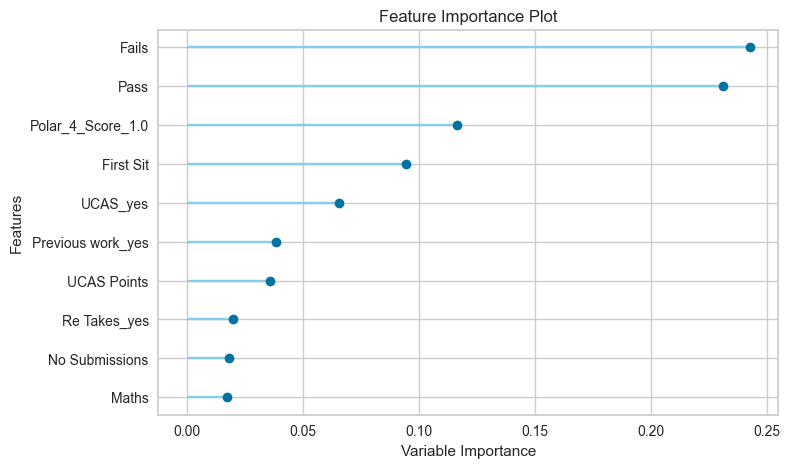 Feature Importance Plot
Fails
Pass
Polar_4_Score_1.0
First Sit
UCAS_yes
Previous work_yes
UCAS Points
Re Takes_yes
No Submissions
Maths
Features
0.00 0.05 0.10 0.15 0.20 0.25
Variable Importance